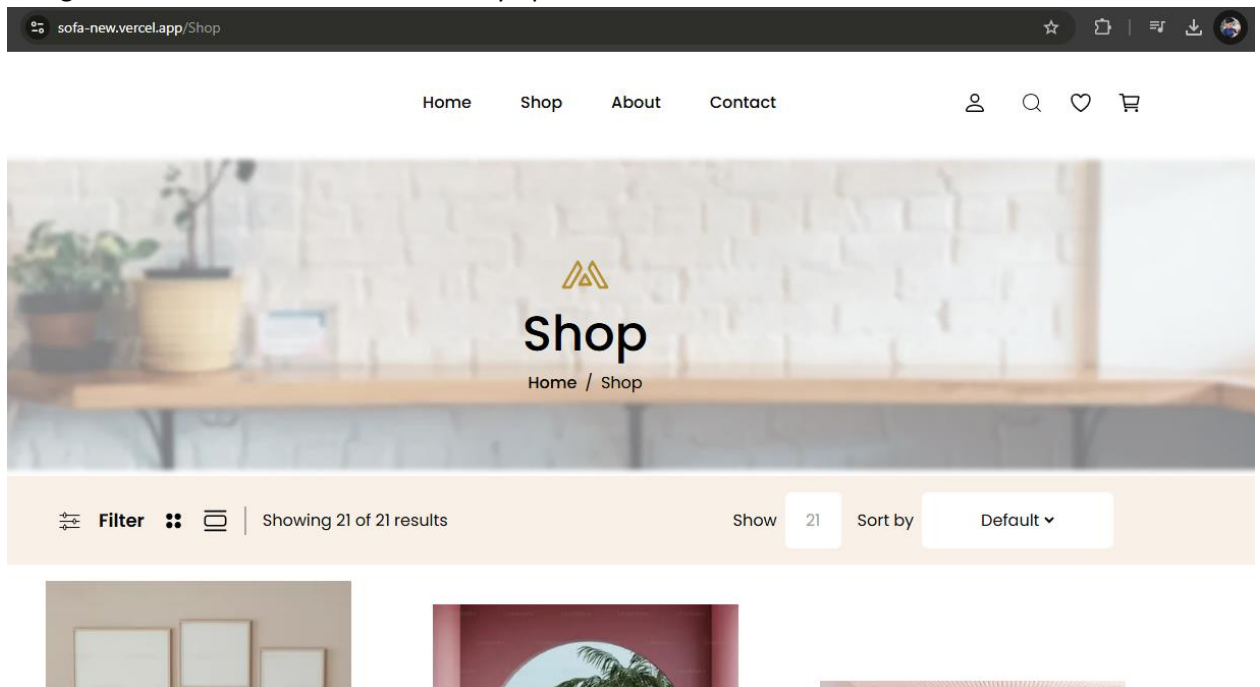 sofa-new.vercel.app/Shop
Home Shop About Contact
Shop
Home / Shop
Filter Showing 21 of 21 results Show 21 Sort by Default